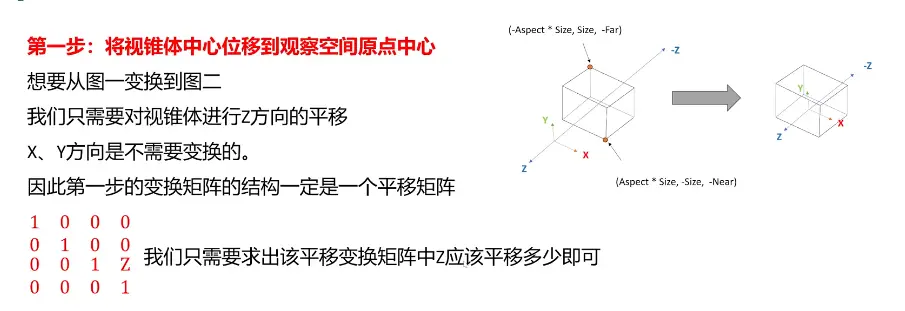 第一步：将视锥体中心位移到观察空间原点中心
想要从图一变换到图二
我们只需要对视锥体进行Z方向的平移
X、Y方向是不需要变换的。
因此第一步的变换矩阵的结构一定是一个平移矩阵
1 0 0 0
0 1 0 0
0 0 1 Z
0 0 0 1
我们只需要求出该平移变换矩阵中Z应该平移多少即可
(-Aspect * Size, Size, -Far)
-Z
Y
X
Z
(Aspect * Size, -Size, -Near)
-Z
Y
X
Z